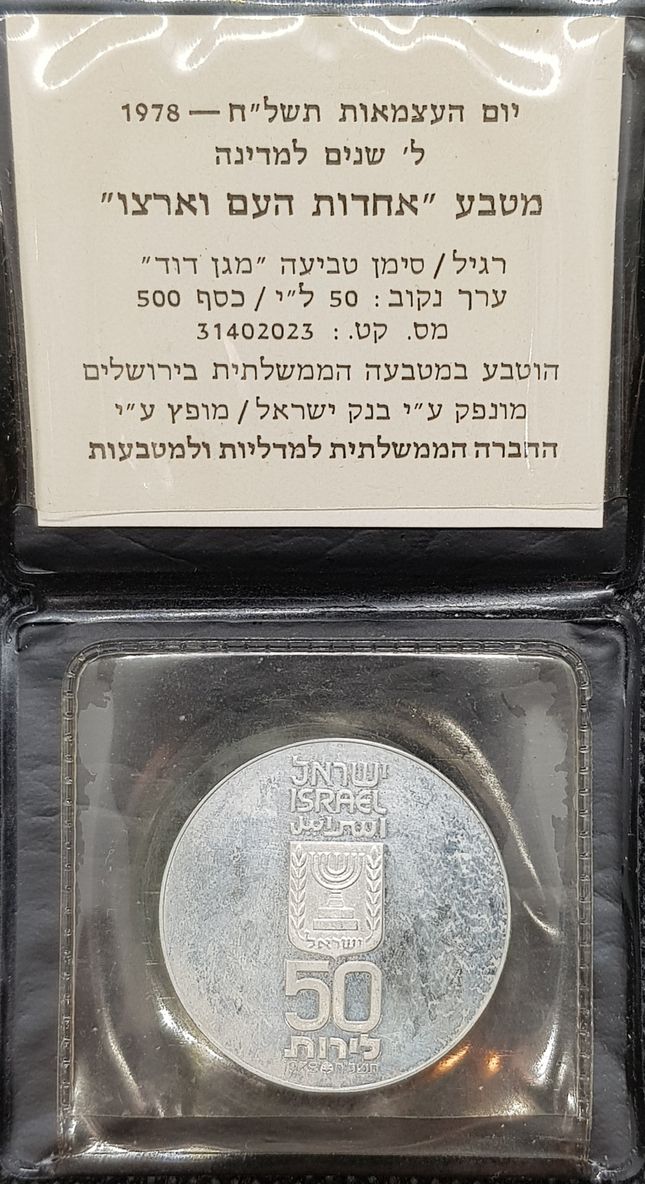 יום העצמאות תשל״ח — 1978
ל׳ שנים למדינה
מטבע ״אחדות העם וארצו״
רגיל / סימן טביעה ״מגן דוד״
ערך נקוב: 50 ל״י / כסף 500
מס. קט.: 31402023
הוטבע במטבעה הממשלתית בירושלים
מונפק ע״י בנק ישראל / מופץ ע״י
החברה הממשלתית למדליות ולמטבעות
ישראל
ISRAEL
اسرائيل
ישראל
50
לירות